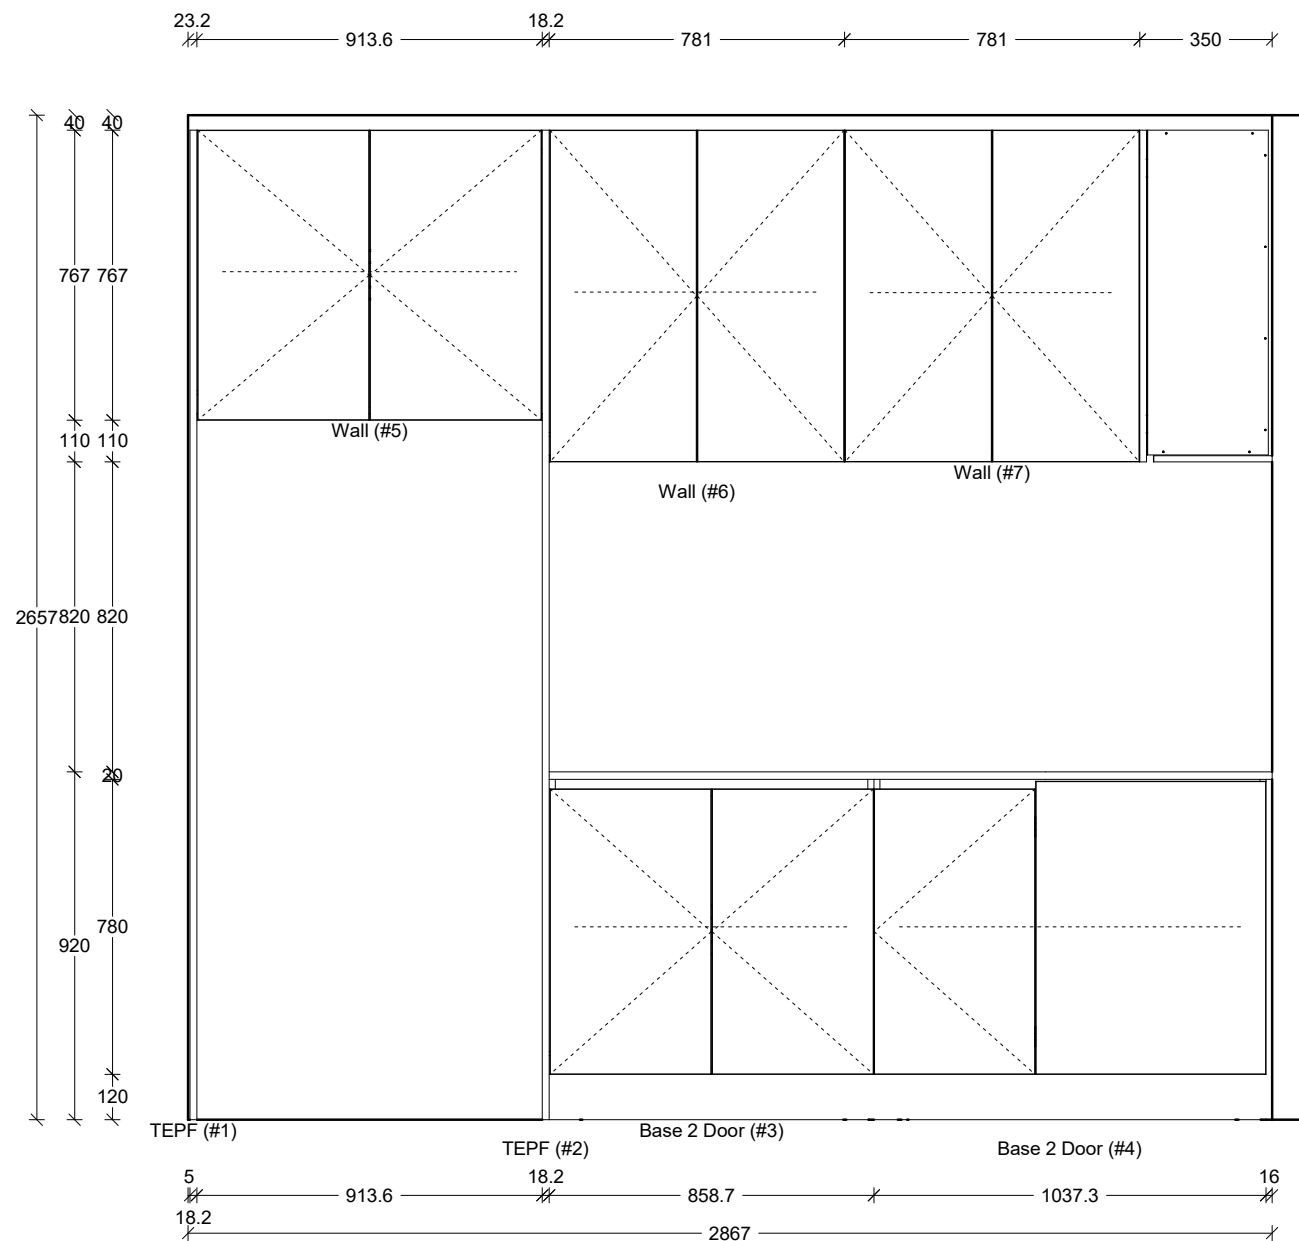 23.2 18.2
913.6 781 781 350
40 40
767 767
Wall (#5)
110 110
Wall (#7)
Wall (#6)
2657 820 820
20
780
920
120
TEPF (#1) Base 2 Door (#3)
TEPF (#2) Base 2 Door (#4)
5 18.2 16
913.6 858.7 1037.3
18.2
2867